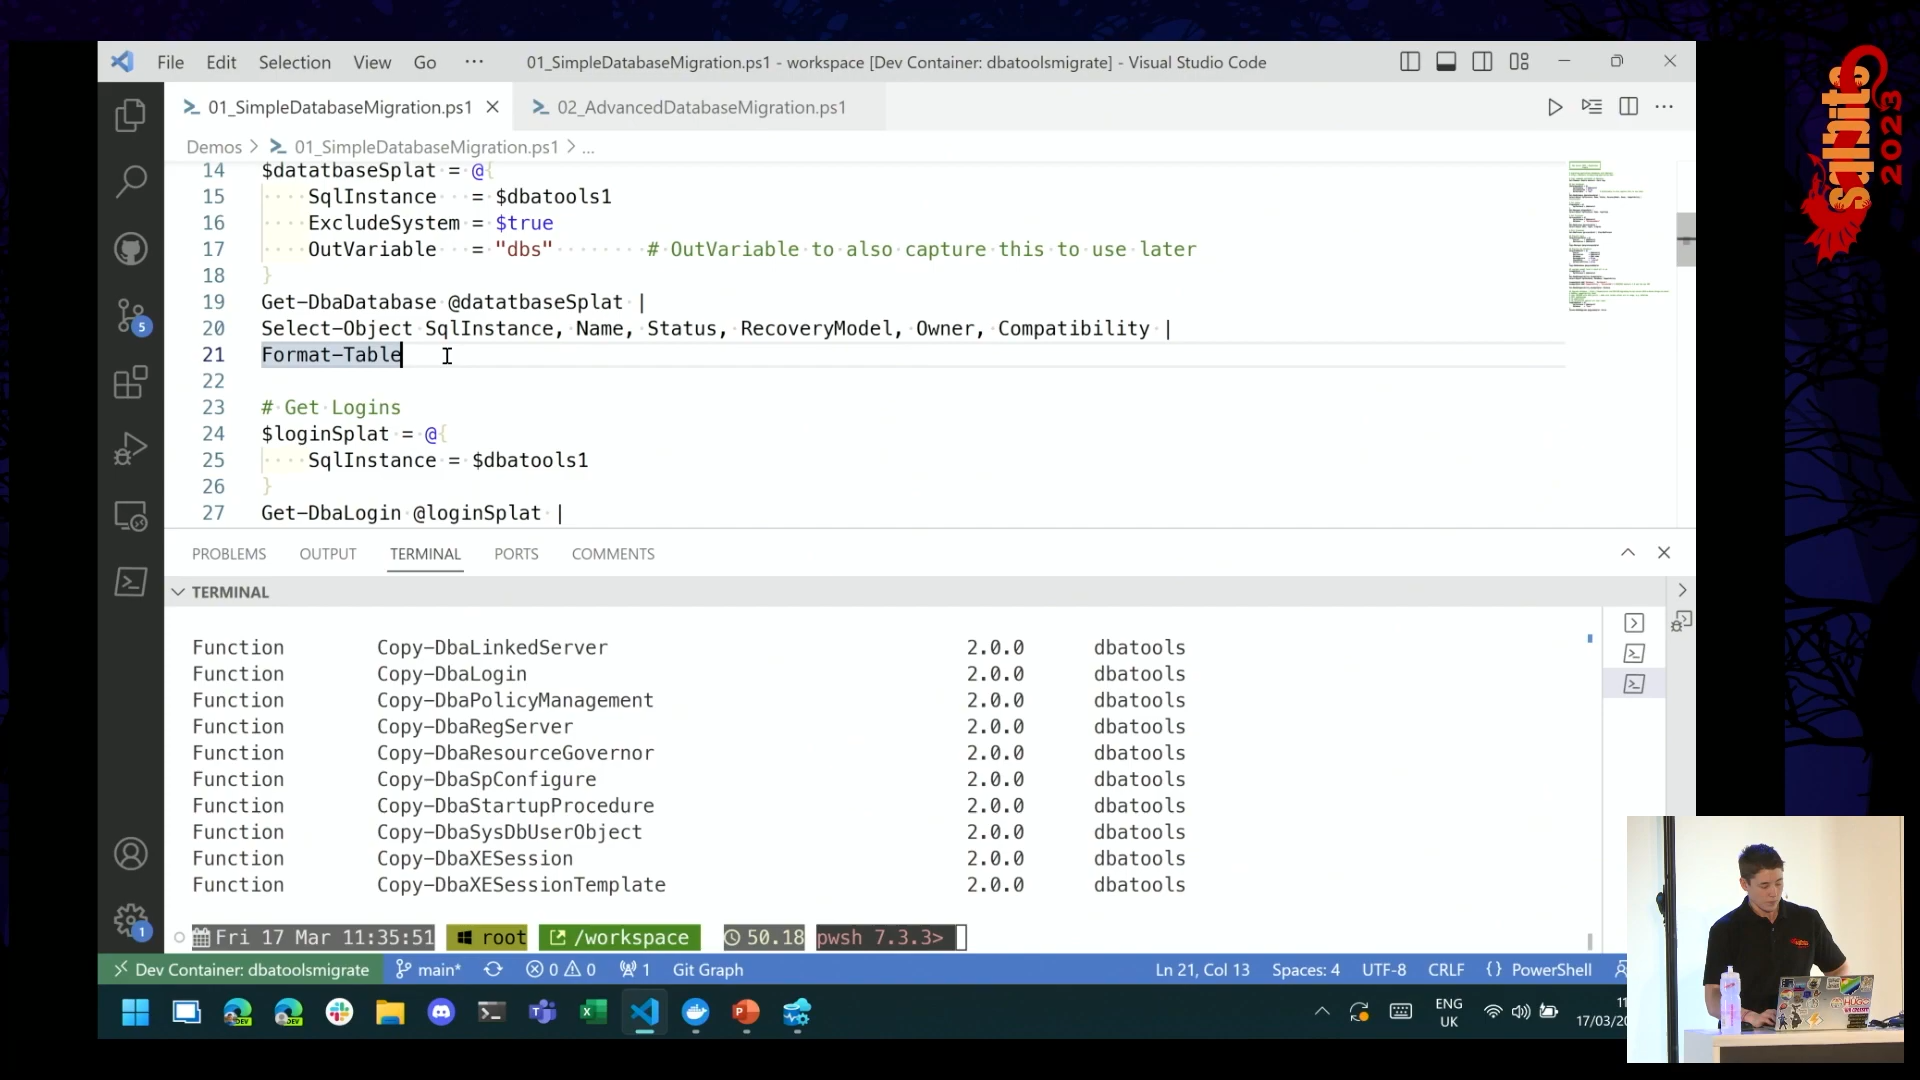 File Edit Selection View Go ··· 01_SimpleDatabaseMigration.ps1 - workspace [Dev Container: dbatoolsmigrate] - Visual Studio Code
01_SimpleDatabaseMigration.ps1 02_AdvancedDatabaseMigration.ps1
Demos > 01_SimpleDatabaseMigration.ps1 > ...
14 $datatbaseSplat = @{
15 SqlInstance = $dbatools1
16 ExcludeSystem = $true
17 OutVariable = "dbs" # OutVariable to also capture this to use later
18 }
19 Get-DbaDatabase @datatbaseSplat |
20 Select-Object SqlInstance, Name, Status, RecoveryModel, Owner, Compatibility |
21 Format-Table
22
23 # Get Logins
24 $loginSplat = @{
25 SqlInstance = $dbatools1
26 }
27 Get-DbaLogin @loginSplat |
PROBLEMS OUTPUT TERMINAL PORTS COMMENTS
TERMINAL
Function Copy-DbaLinkedServer 2.0.0 dbatools
Function Copy-DbaLogin 2.0.0 dbatools
Function Copy-DbaPolicyManagement 2.0.0 dbatools
Function Copy-DbaRegServer 2.0.0 dbatools
Function Copy-DbaResourceGovernor 2.0.0 dbatools
Function Copy-DbaSpConfigure 2.0.0 dbatools
Function Copy-DbaStartupProcedure 2.0.0 dbatools
Function Copy-DbaSysDbUserObject 2.0.0 dbatools
Function Copy-DbaXESession 2.0.0 dbatools
Function Copy-DbaXESessionTemplate 2.0.0 dbatools
Fri 17 Mar 11:35:51 root /workspace 50.18 pwsh 7.3.3>
Dev Container: dbatoolsmigrate main* 0 0 1 Git Graph Ln 21, Col 13 Spaces: 4 UTF-8 CRLF {} PowerShell
ENG
UK
11
17/03/20
5
1
sqlbits
2023